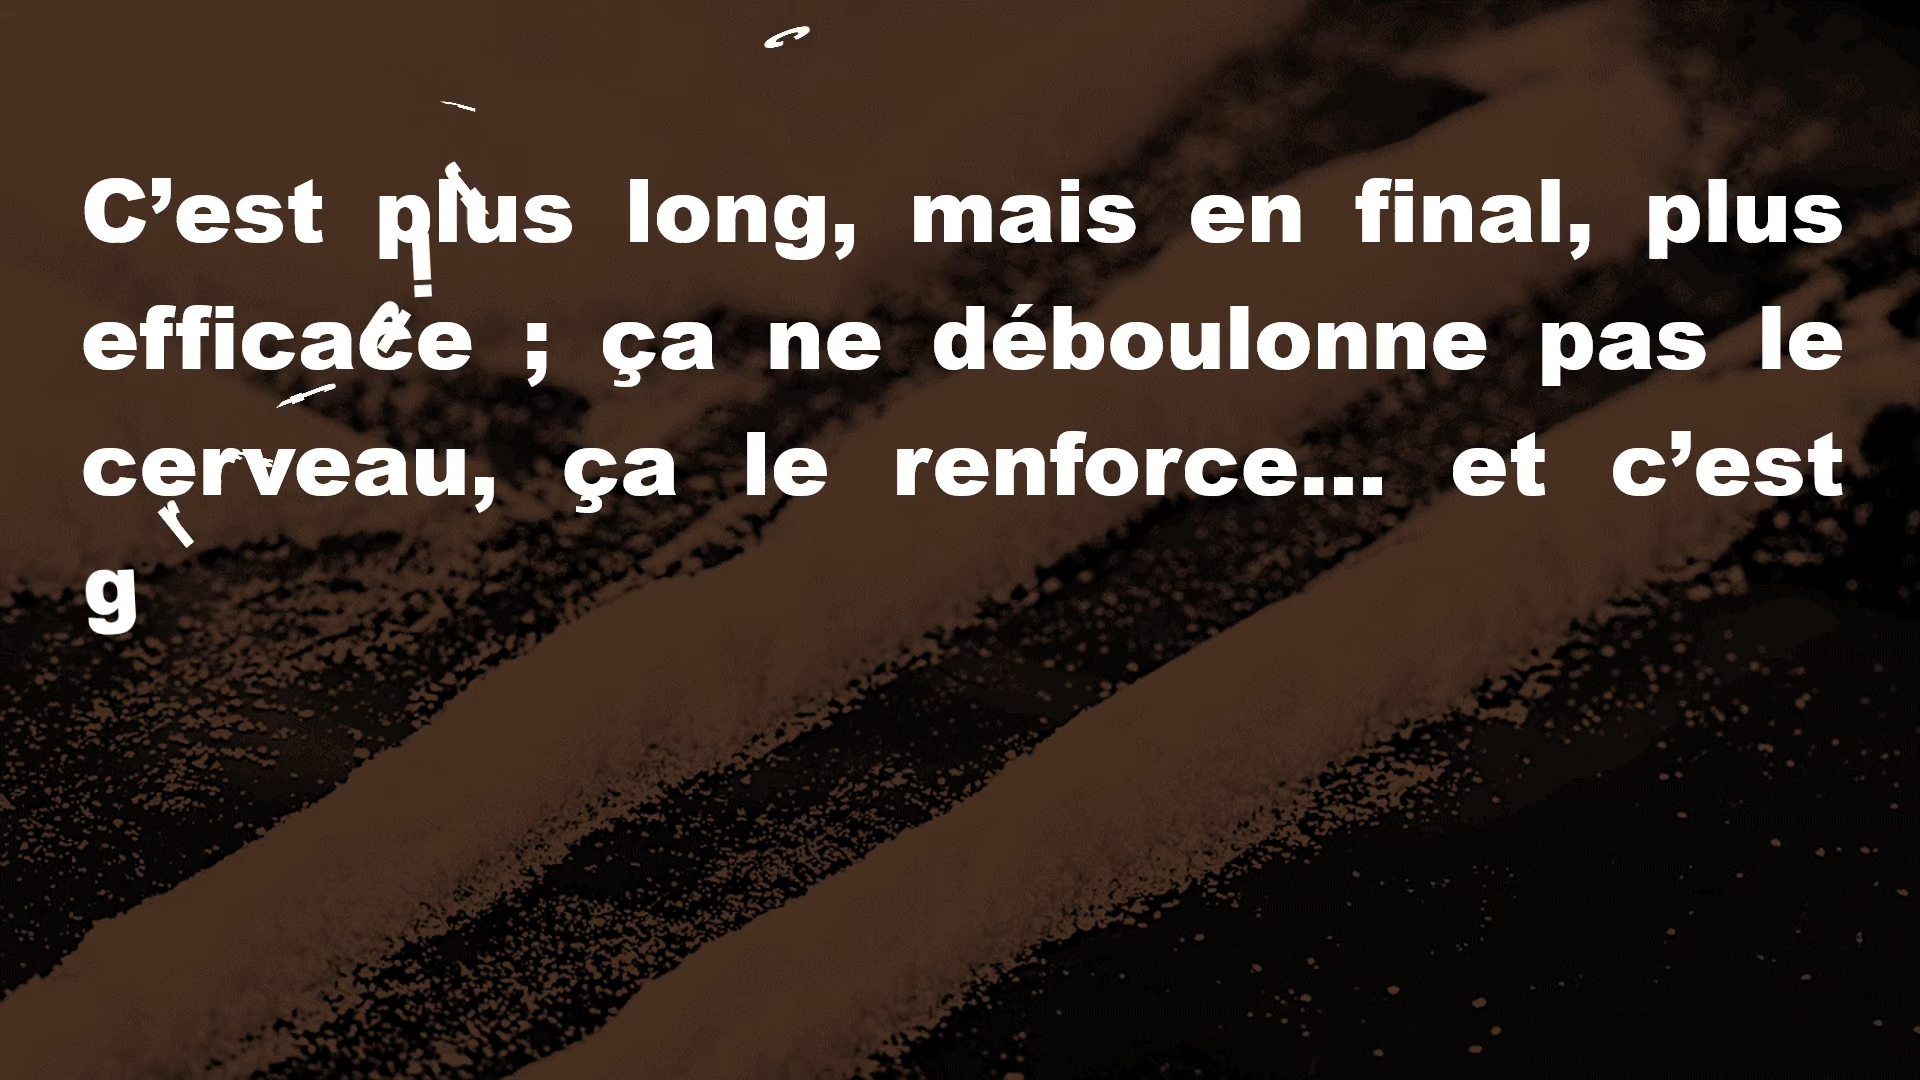 C’est plus long, mais en final, plus
efficace ; ça ne déboulonne pas le
cerveau, ça le renforce... et c’est
g